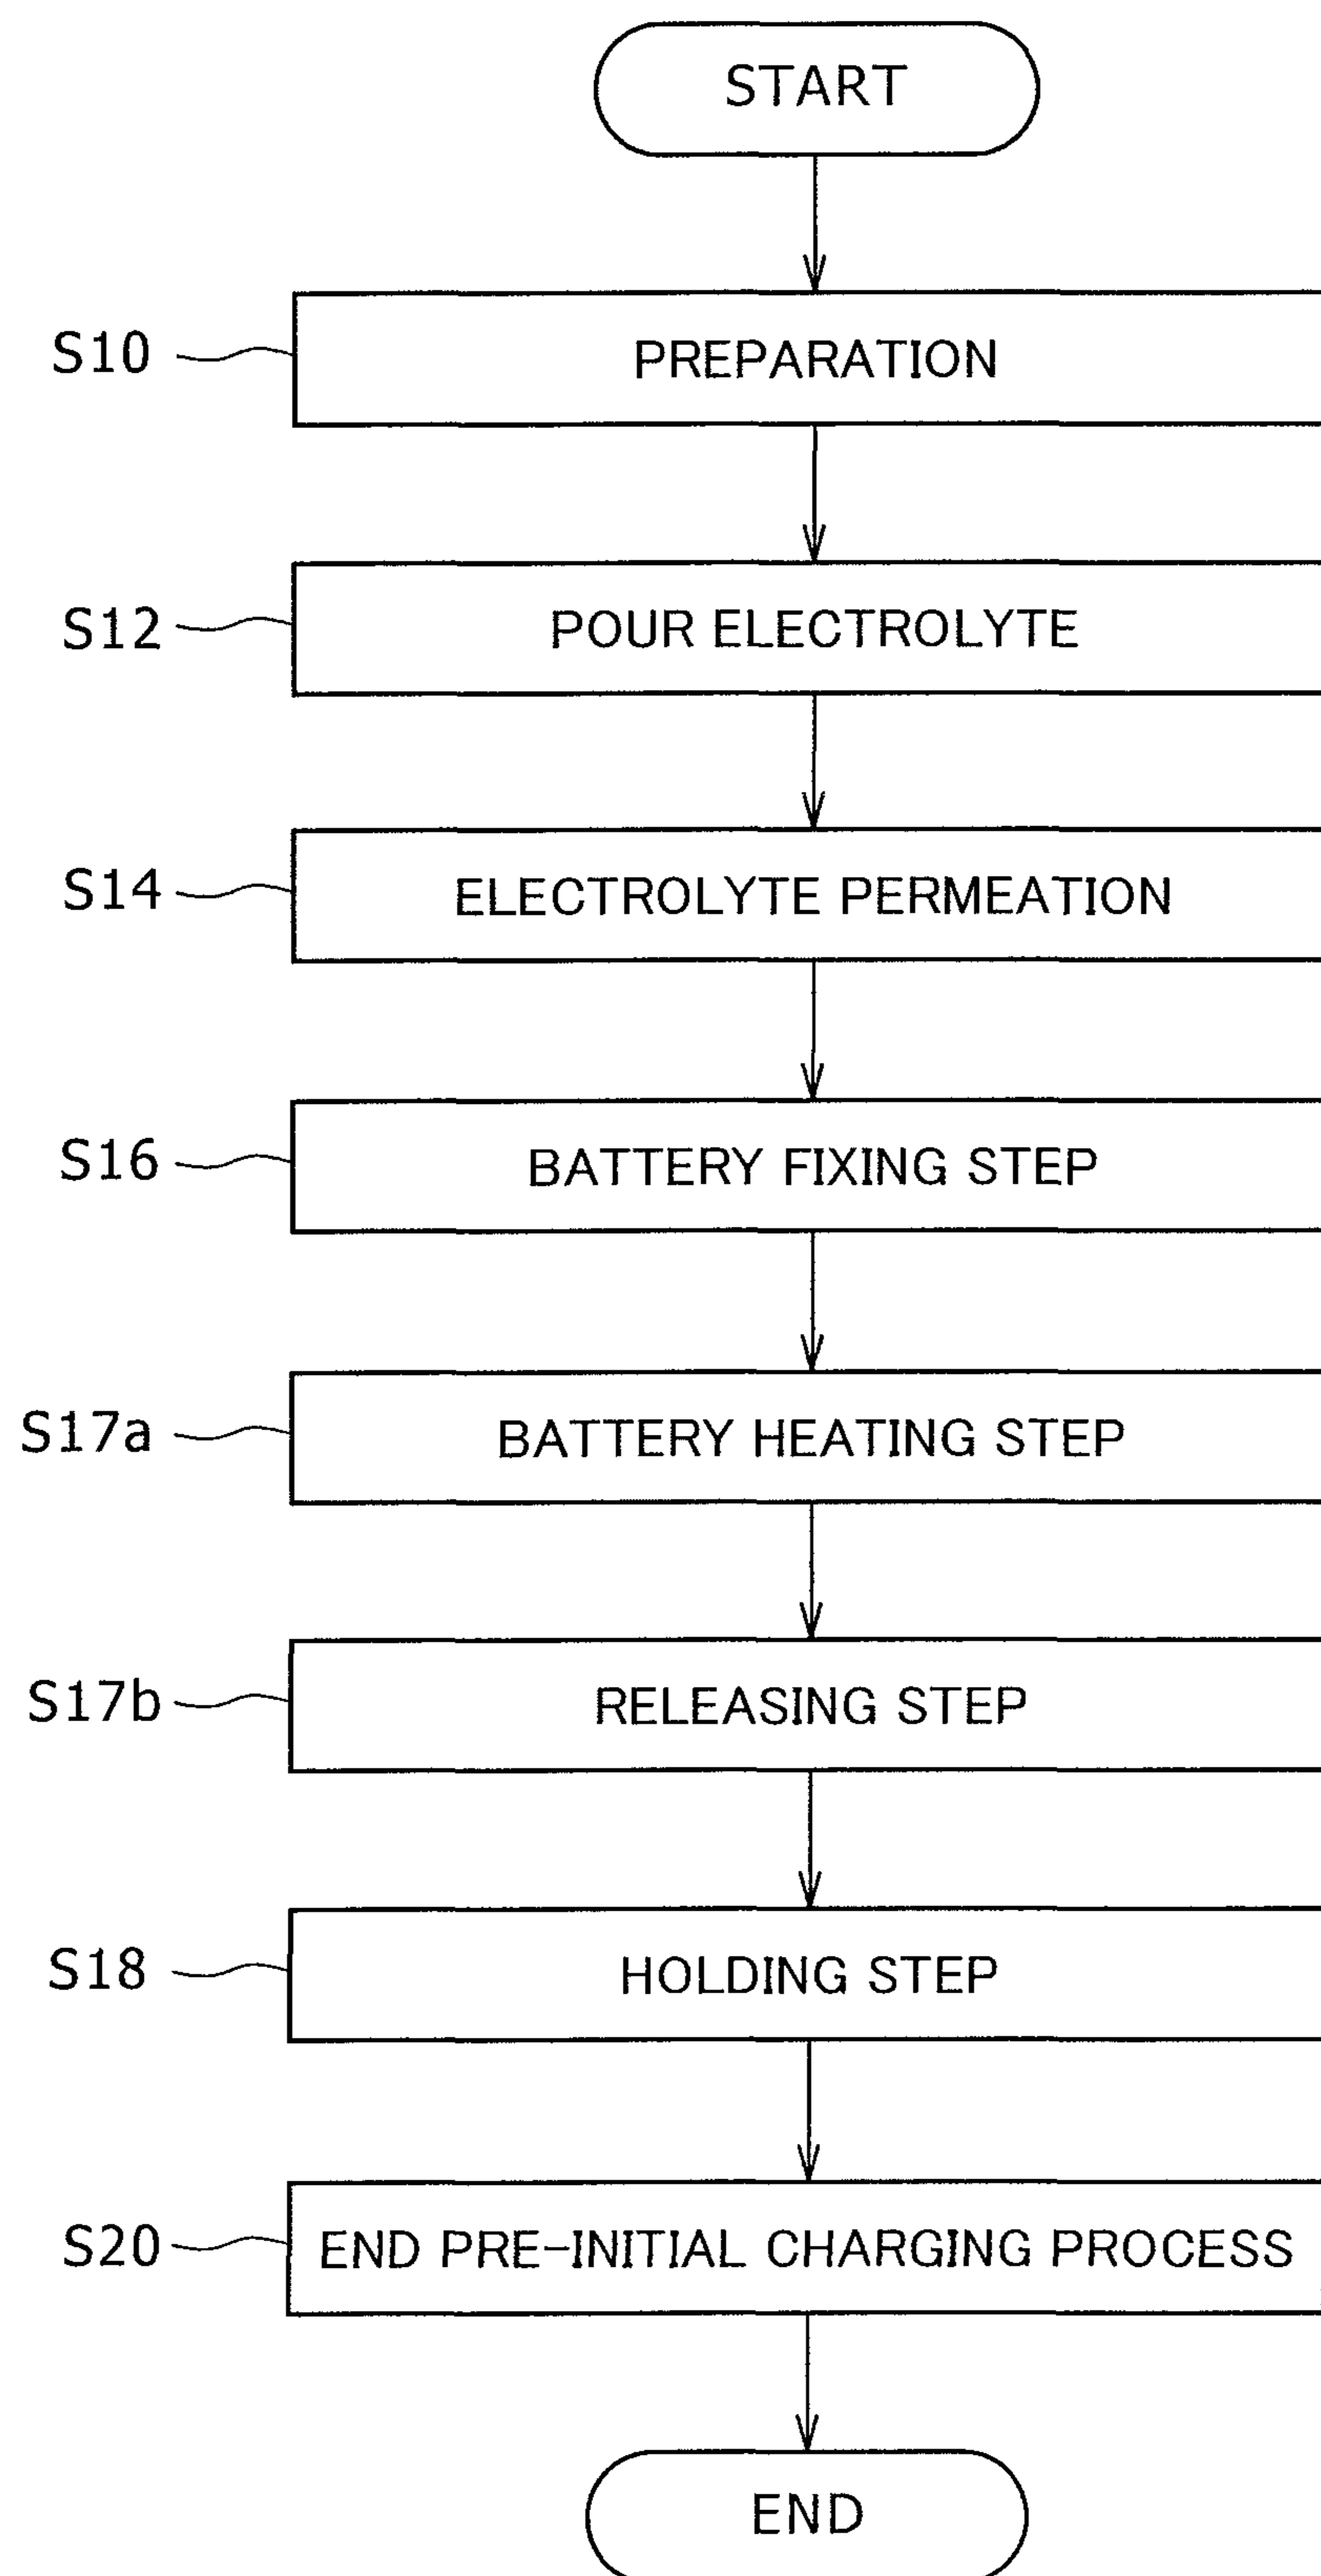 START
S10 PREPARATION
S12 POUR ELECTROLYTE
S14 ELECTROLYTE PERMEATION
S16 BATTERY FIXING STEP
S17a BATTERY HEATING STEP
S17b RELEASING STEP
S18 HOLDING STEP
S20 END PRE-INITIAL CHARGING PROCESS
END